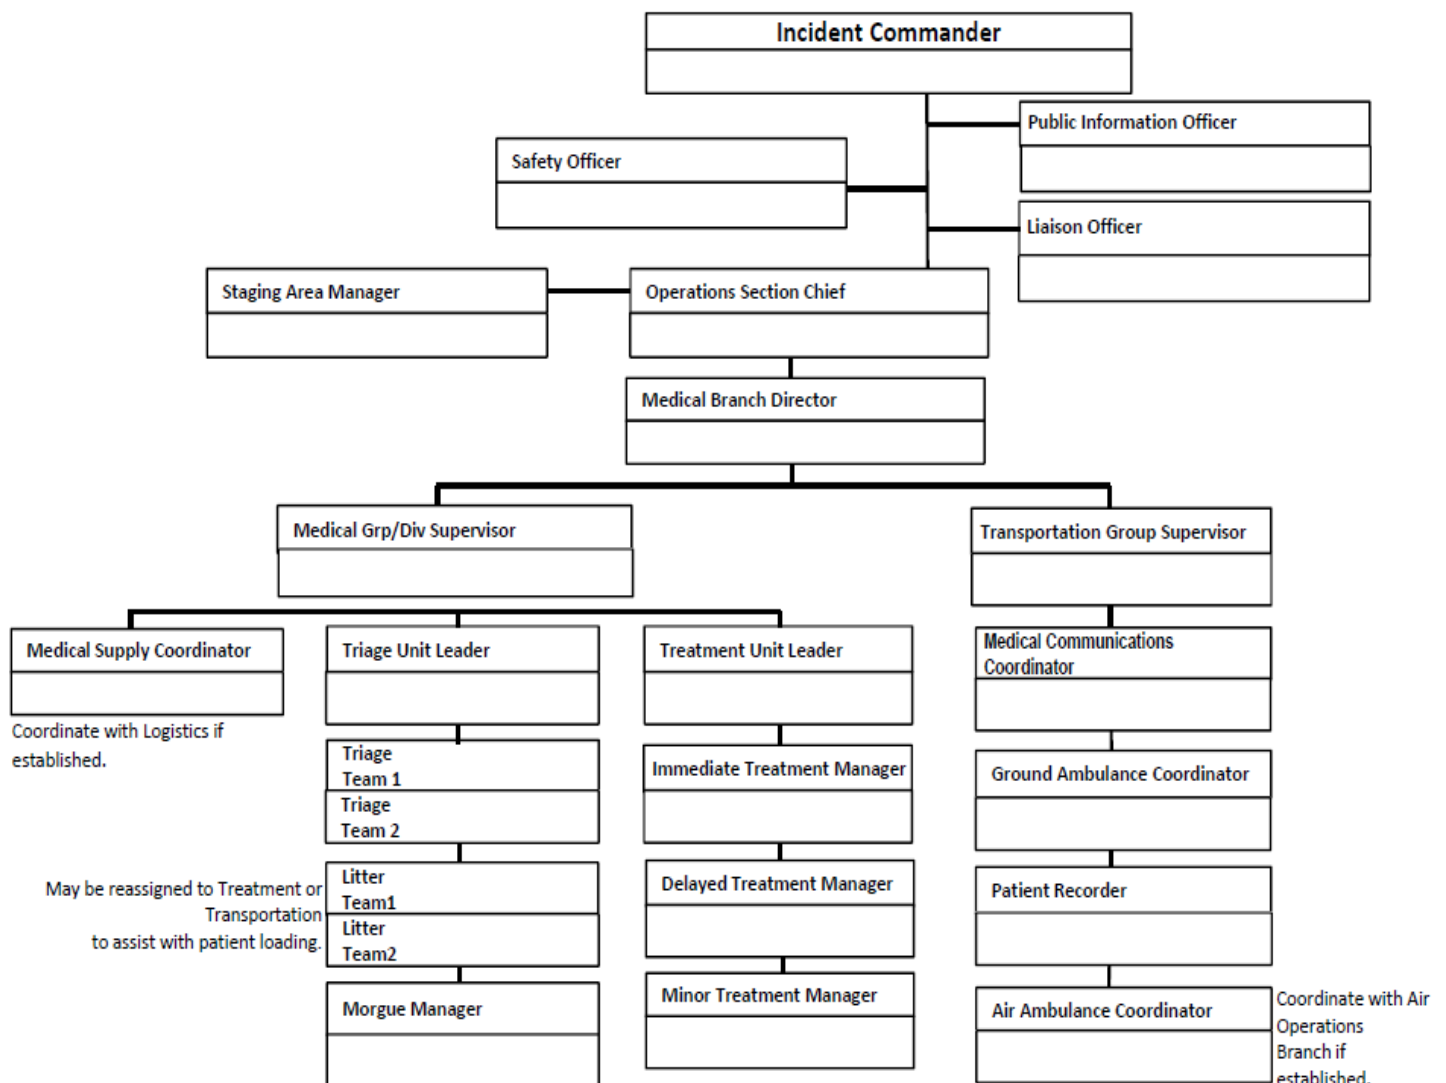 Incident Commander
Public Information Officer
Safety Officer
Liaison Officer
Staging Area Manager
Operations Section Chief
Medical Branch Director
Medical Grp/Div Supervisor
Transportation Group Supervisor
Medical Supply Coordinator
Coordinate with Logistics if
established.
Triage Unit Leader
Triage
Team 1
Triage
Team 2
May be reassigned to Treatment or
Transportation
to assist with patient loading.
Litter
Team1
Litter
Team2
Morgue Manager
Treatment Unit Leader
Immediate Treatment Manager
Delayed Treatment Manager
Minor Treatment Manager
Medical Communications
Coordinator
Ground Ambulance Coordinator
Patient Recorder
Air Ambulance Coordinator
Coordinate with Air
Operations
Branch if
established.